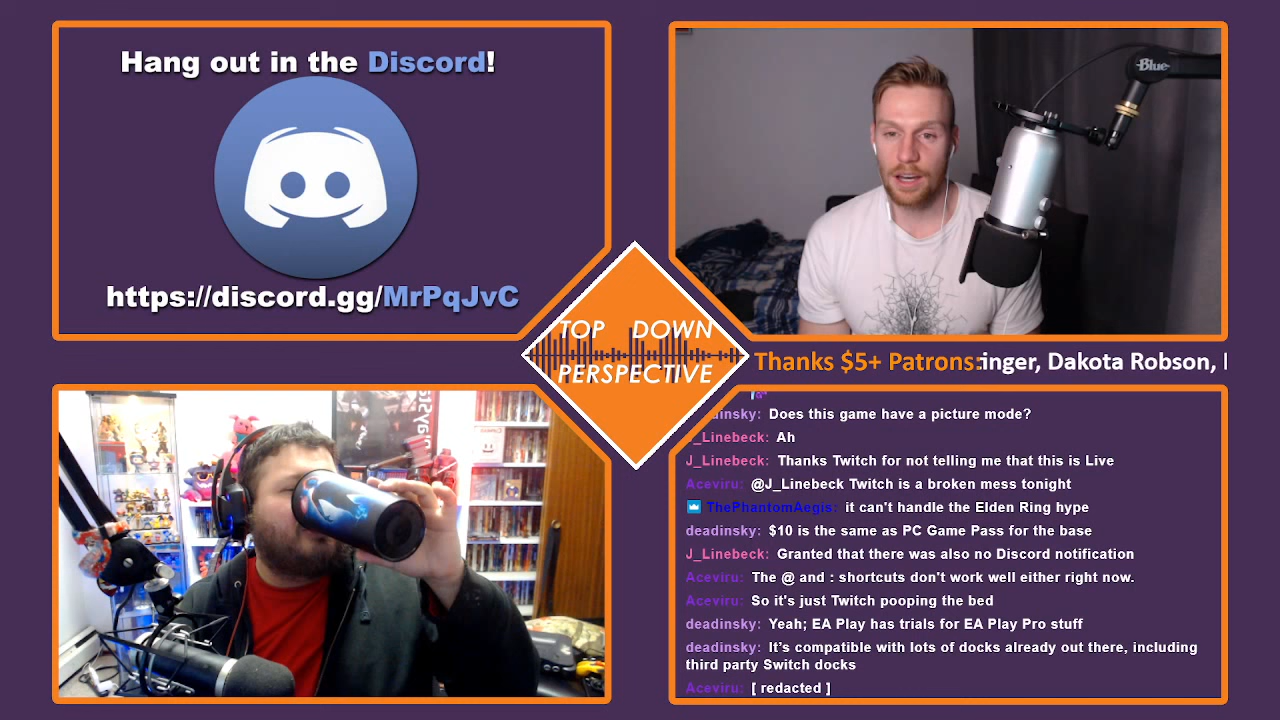 Hang out in the Discord!
https://discord.gg/MrPqJvC
Blue
TOP DOWN
PERSPECTIVE
Thanks $5+ Patrons: inger, Dakota Robson,
deadinsky: Does this game have a picture mode?
J_Linebeck: Ah
J_Linebeck: Thanks Twitch for not telling me that this is Live
Aceviru: @J_Linebeck Twitch is a broken mess tonight
ThePhantomAegis: it can't handle the Elden Ring hype
deadinsky: $10 is the same as PC Game Pass for the base
J_Linebeck: Granted that there was also no Discord notification
Aceviru: The @ and : shortcuts don't work well either right now.
Aceviru: So it's just Twitch pooping the bed
deadinsky: Yeah; EA Play has trials for EA Play Pro stuff
deadinsky: It's compatible with lots of docks already out there, including
third party Switch docks
Aceviru: [ redacted ]